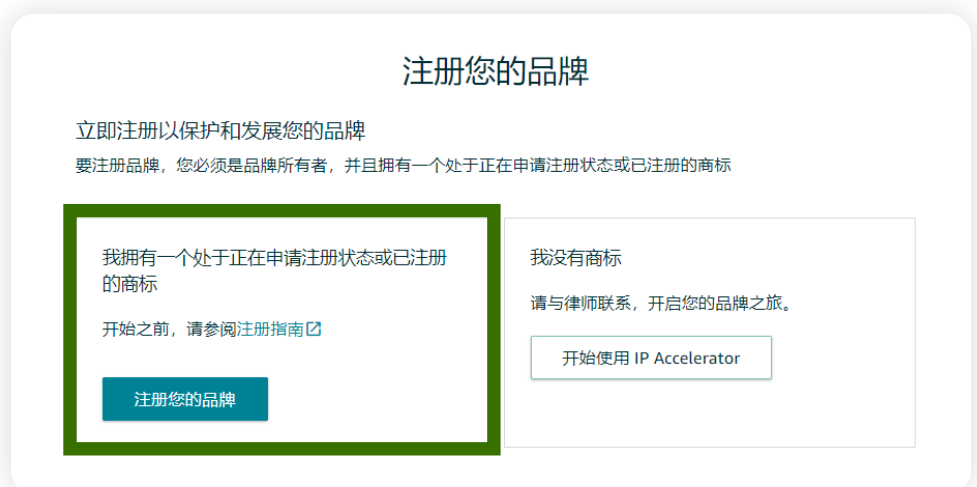 注册您的品牌
立即注册以保护和发展您的品牌
要注册品牌，您必须是品牌所有者，并且拥有一个处于正在申请注册状态或已注册的商标
我拥有一个处于正在申请注册状态或已注册
的商标
开始之前，请参阅注册指南
注册您的品牌
我没有商标
请与律师联系，开启您的品牌之旅。
开始使用 IP Accelerator